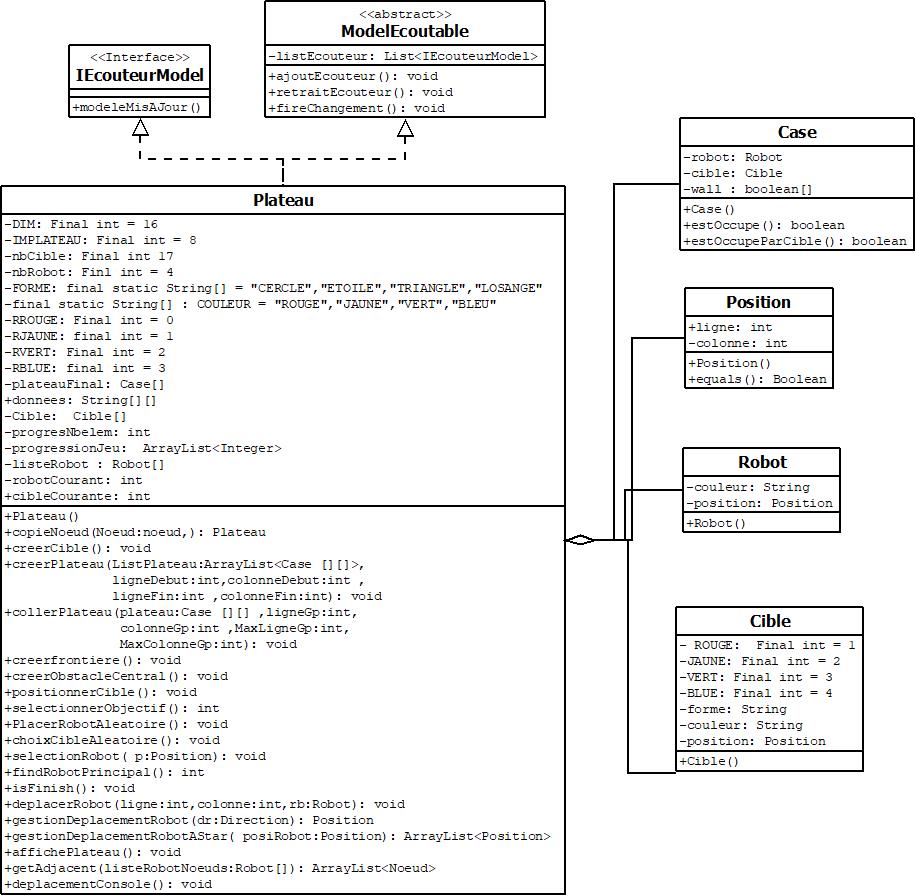 <<Interface>>
IEcouteurModel
+modeleMisAJour()
<<abstract>>
ModelEcoutable
-listEcouteur: List<IEcouteurModel>
+ajoutEcouteur(): void
+retraitEcouteur(): void
+fireChangement(): void
Plateau
-DIM: Final int = 16
-IMPLATEAU: Final int = 8
-nbCible: Final int 17
-nbRobot: Finl int = 4
-FORME: final static String[] = "CERCLE","ETOILE","TRIANGLE","LOSANGE"
-final static String[] : COULEUR = "ROUGE","JAUNE","VERT","BLEU"
-RROUGE: Final int = 0
-RJAUNE: final int = 1
-RVERT: Final int = 2
-RBLUE: final int = 3
-plateauFinal: Case[]
+donnees: String[][]
-Cible:  Cible[]
-progresNbelem: int
-progressionJeu:  ArrayList<Integer>
-listeRobot : Robot[]
-robotCourant: int
+cibleCourante: int
+Plateau()
+copieNoeud(Noeud:noeud,): Plateau
+creerCible(): void
+creerPlateau(ListPlateau:ArrayList<Case [][]>,
ligneDebut:int,colonneDebut:int ,
ligneFin:int ,colonneFin:int): void
+collerPlateau(plateau:Case [][] ,ligneGp:int,
colonneGp:int ,MaxLigneGp:int,
MaxColonneGp:int): void
+creerfrontiere(): void
+creerObstacleCentral(): void
+positionnerCible(): void
+selectionnerObjectif(): int
+PlacerRobotAleatoire(): void
+choixCibleAleatoire(): void
+selectionRobot( p:Position): void
+findRobotPrincipal(): int
+isFinish(): void
+deplacerRobot(ligne:int,colonne:int,rb:Robot): void
+gestionDeplacementRobot(dr:Direction): Position
+gestionDeplacementRobotAStar( posiRobot:Position): ArrayList<Position>
+affichePlateau(): void
+getAdjacent(listeRobotNoeuds:Robot[]): ArrayList<Noeud>
+deplacementConsole(): void
Case
-robot: Robot
-cible: Cible
-wall : boolean[]
+Case()
+estOccupe(): boolean
+estOccupeParCible(): boolean
Position
+ligne: int
-colonne: int
+Position()
+equals(): Boolean
Robot
-couleur: String
-position: Position
+Robot()
Cible
- ROUGE:  Final int = 1
-JAUNE: Final int = 2
-VERT: Final int = 3
-BLUE: Final int = 4
-forme: String
-couleur: String
-position: Position
+Cible()